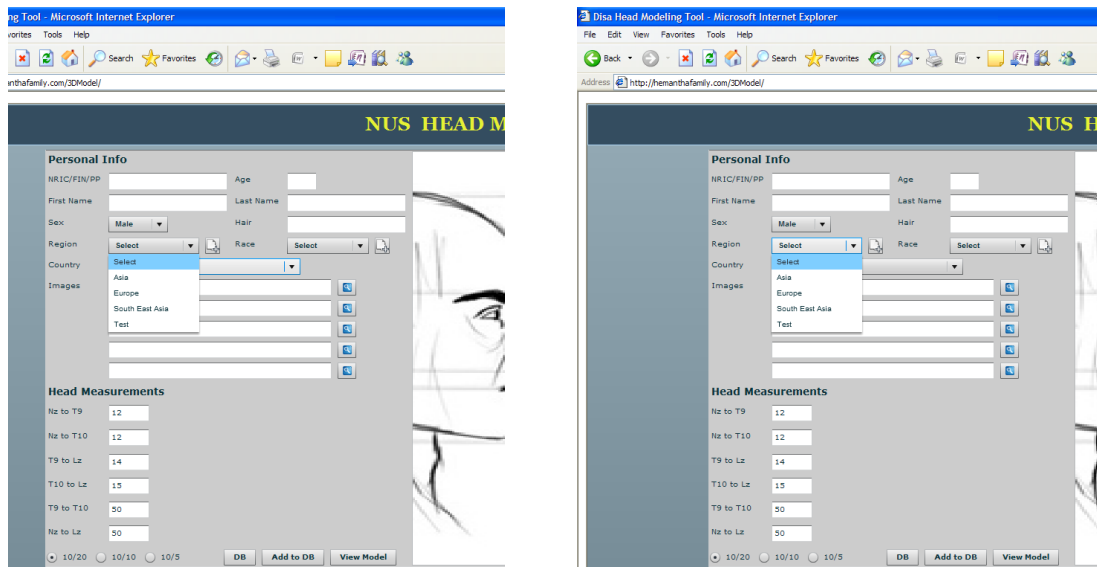 ng Tool - Microsoft Internet Explorer
vorites Tools Help
Search Favorites
nthafamily.com/3DModel/
NUS HEAD M
Personal Info
NRIC/FIN/PP Age
First Name Last Name
Sex Male Hair
Region Select Race Select
Country Select
Asia
Images
Europe
South East Asia
Test
Head Measurements
Nz to T9 12
Nz to T10 12
T9 to Lz 14
T10 to Lz 15
T9 to T10 50
Nz to Lz 50
10/20 10/10 10/5 DB Add to DB View Model
Disa Head Modeling Tool - Microsoft Internet Explorer
File Edit View Favorites Tools Help
Back Search Favorites
Address http://hemanthafamily.com/3DModel/
NUS H
Personal Info
NRIC/FIN/PP Age
First Name Last Name
Sex Male Hair
Region Select Race Select
Country Select
Asia
Images
Europe
South East Asia
Test
Head Measurements
Nz to T9 12
Nz to T10 12
T9 to Lz 14
T10 to Lz 15
T9 to T10 50
Nz to Lz 50
10/20 10/10 10/5 DB Add to DB View Model